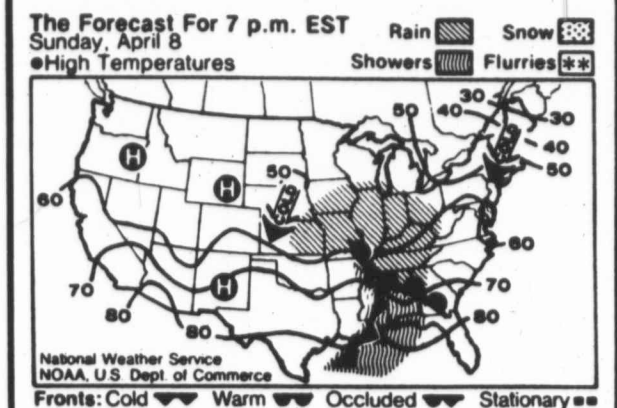 The Forecast For 7 p.m. EST
Sunday, April 8
●High Temperatures
Rain Snow
Showers Flurries
30
50 40 30
40
50 50
60
60
70 70
80 80 80
H
H
H
COLD
National Weather Service
NOAA, U.S. Dept. of Commerce
Fronts: Cold Warm Occluded Stationary